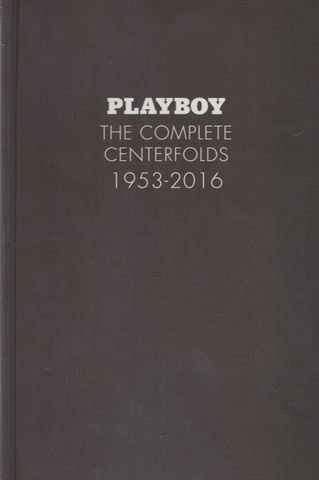 PLAYBOY
THE COMPLETE
CENTERFOLDS
1953-2016